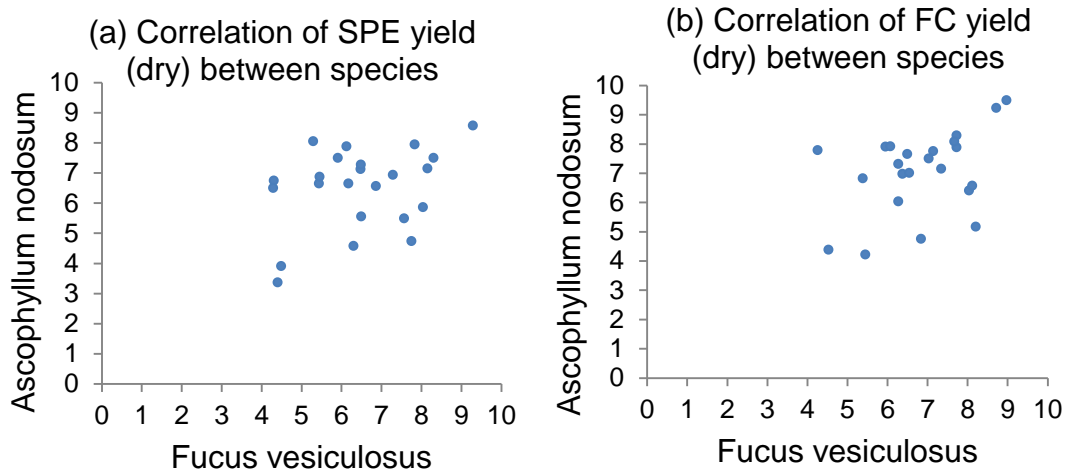 (a) Correlation of SPE yield
(dry) between species
10
9
8
7
6
5
4
3
2
1
0
Ascophyllum nodosum
0 1 2 3 4 5 6 7 8 9 10
Fucus vesiculosus
(b) Correlation of FC yield
(dry) between species
10
9
8
7
6
5
4
3
2
1
0
Ascophyllum nodosum
0 1 2 3 4 5 6 7 8 9 10
Fucus vesiculosus